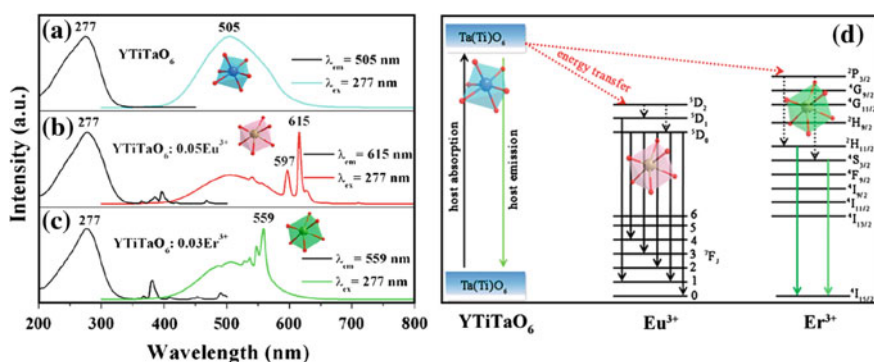 (a)
277
505
YTiTaO6
λem = 505 nm
λex = 277 nm
(b)
277
615
597
YTiTaO6: 0.05Eu3+
λem = 615 nm
λex = 277 nm
(c)
277
559
YTiTaO6: 0.03Er3+
λem = 559 nm
λex = 277 nm
Intensity (a.u.)
200 300 400 500 600 700 800
Wavelength (nm)
(d)
Ta(Ti)O6
energy transfer
host absorption
host emission
Ta(Ti)O6
YTiTaO6
5D2
5D1
5D0
6
5
4
3
2
1
0
7FJ
Eu3+
2P3/2
4G9/2
4G11/2
2H9/2
2H11/2
4S3/2
4F9/2
4I9/2
4I11/2
4I13/2
4I15/2
Er3+